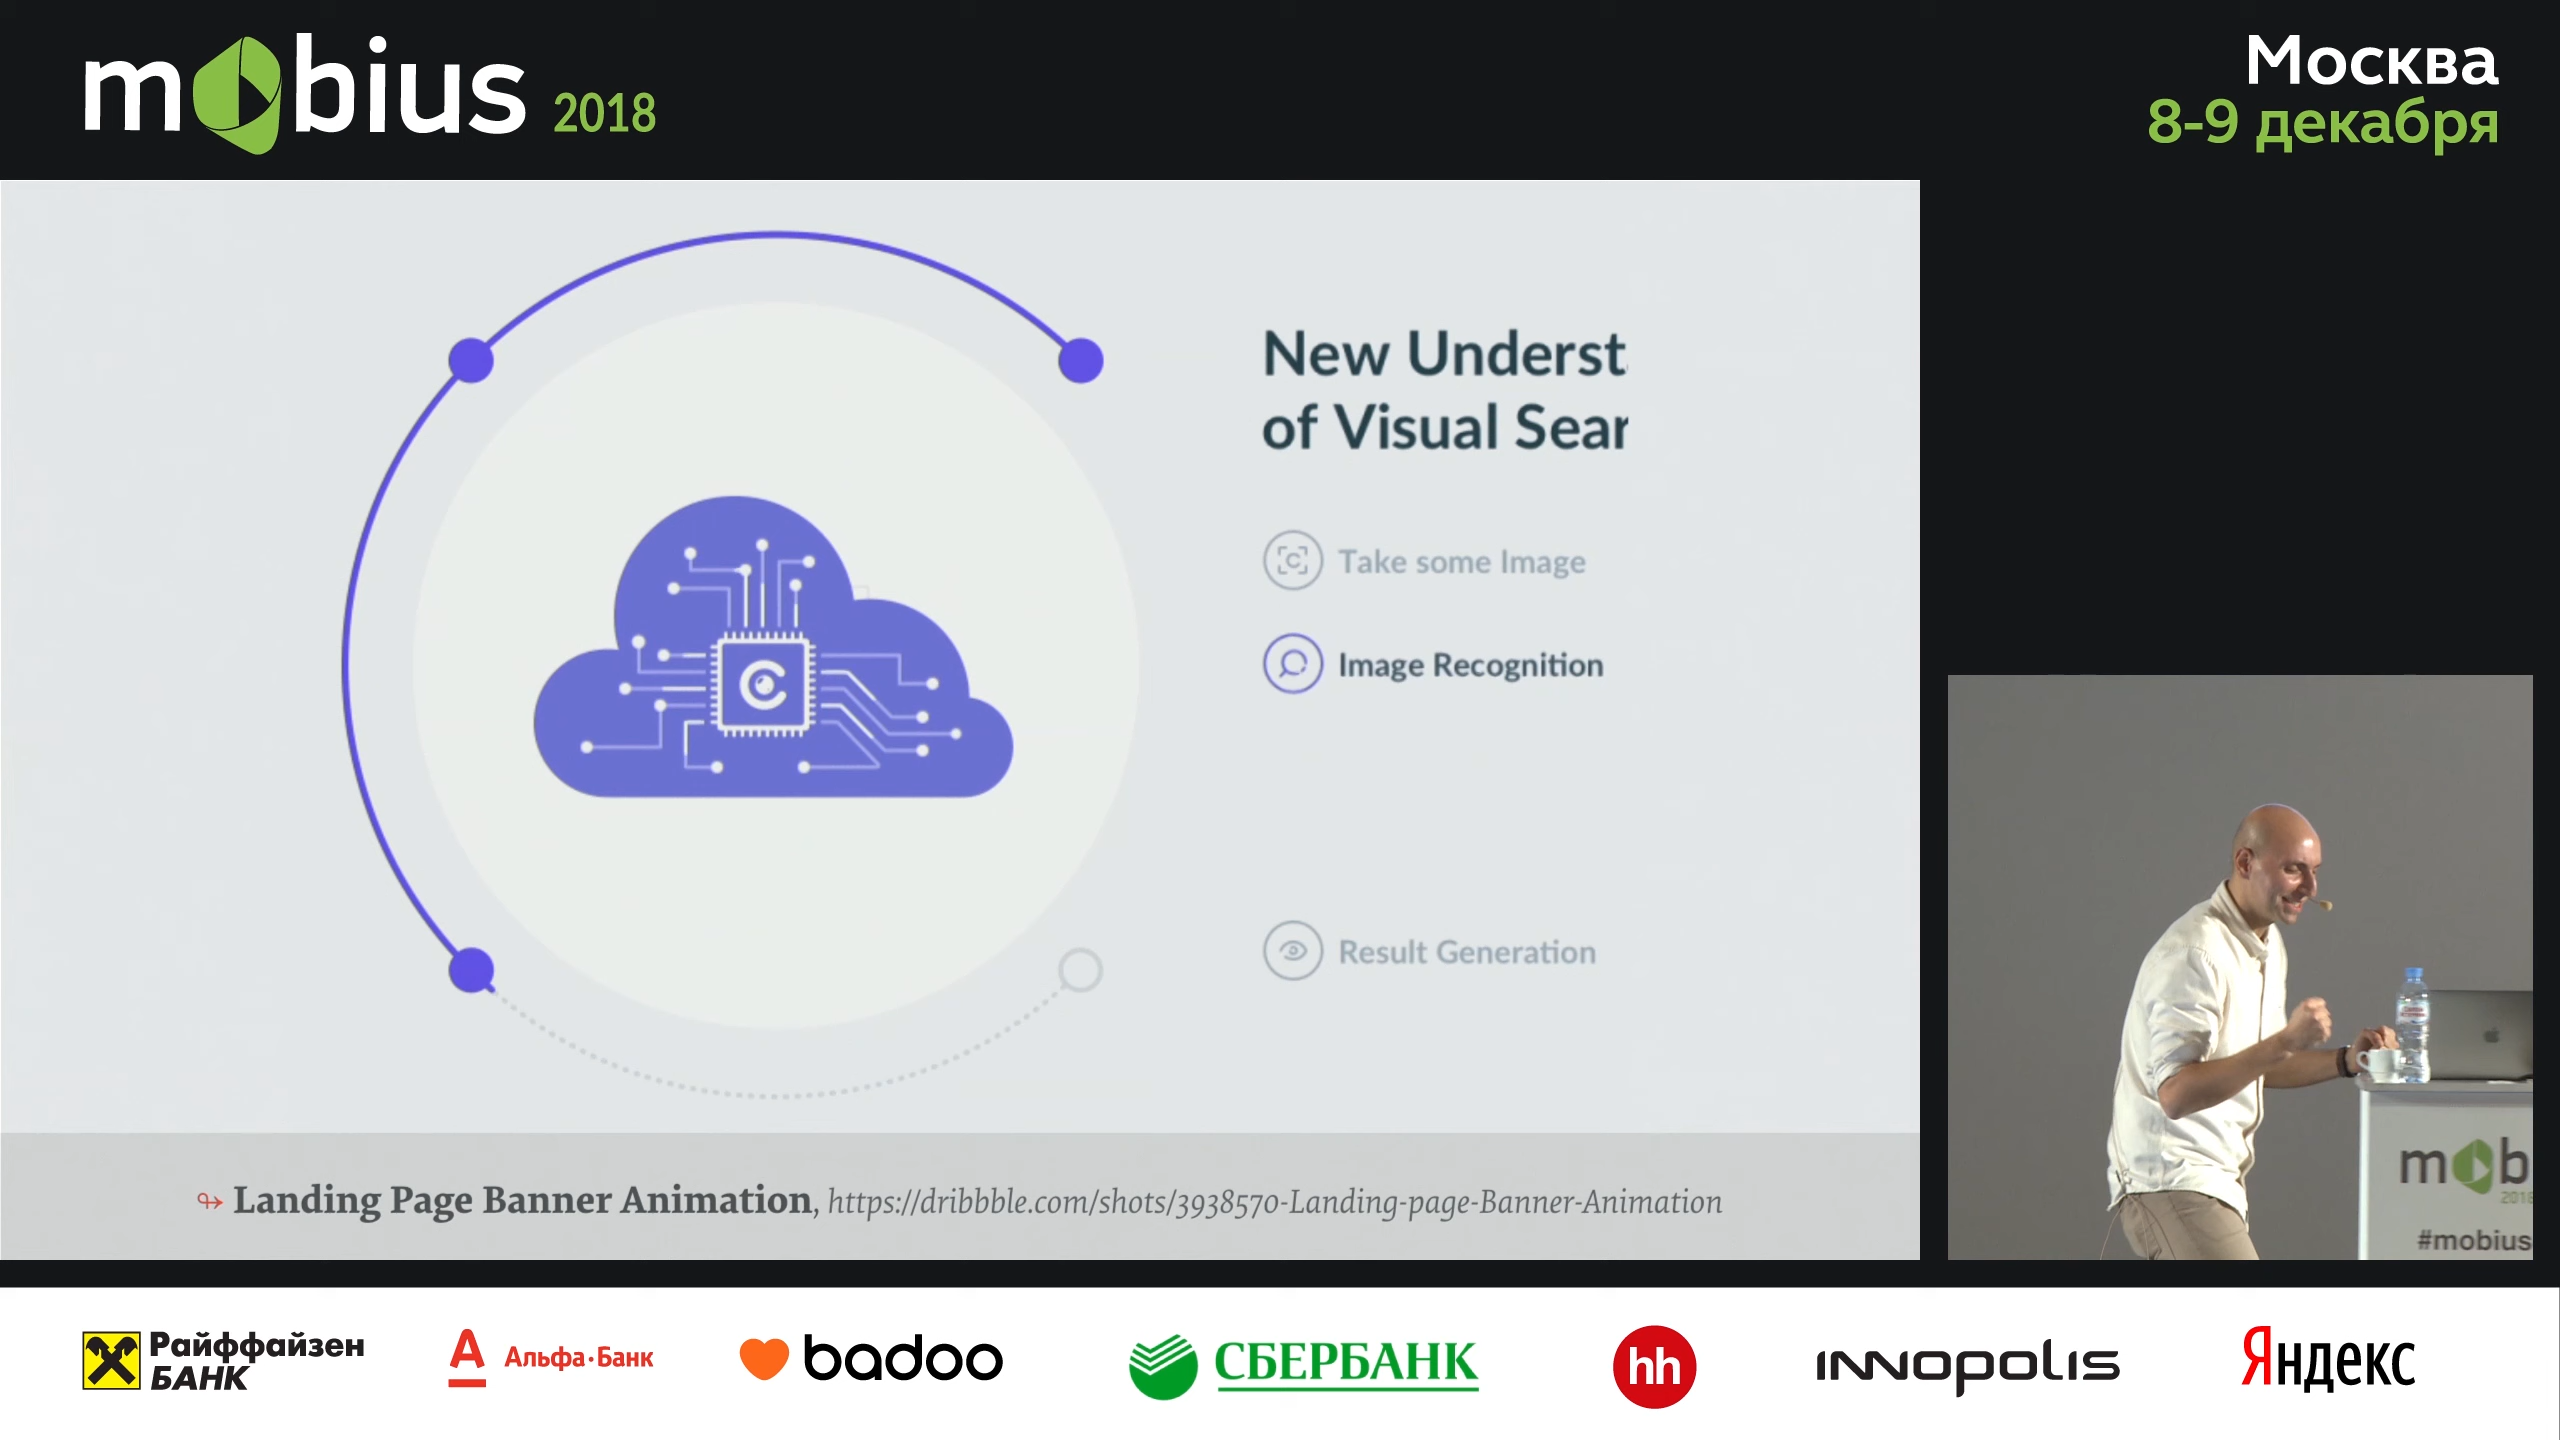 mobius 2018
Москва
8-9 декабря
New Underst
of Visual Sear
Take some Image
Image Recognition
Result Generation
↬ Landing Page Banner Animation, https://dribbble.com/shots/3938570-Landing-page-Banner-Animation
mob
2018
#mobius
Райффайзен
БАНК
Альфа·Банк
badoo
СБЕРБАНК
hh
INNOPOLIS
Яндекс